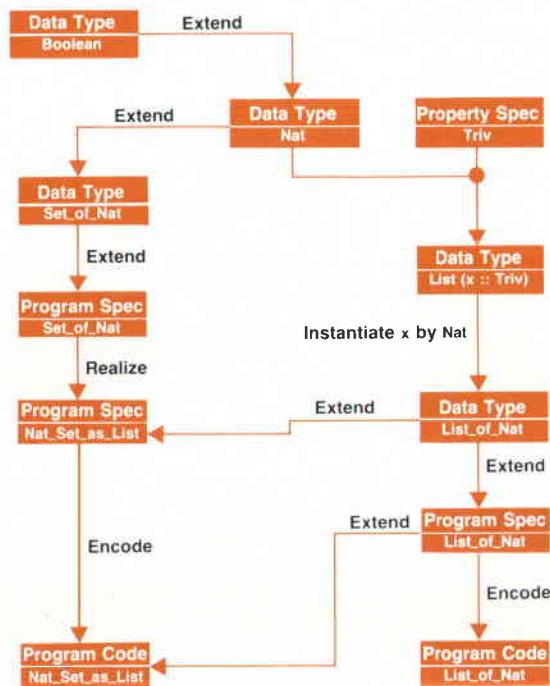 Data Type
Boolean
Extend
Data Type
Nat
Property Spec
Triv
Extend
Data Type
Set_of_Nat
Data Type
List (x :: Triv)
Extend
Program Spec
Set_of_Nat
Instantiate x by Nat
Realize
Program Spec
Nat_Set_as_List
Extend
Data Type
List_of_Nat
Extend
Extend
Program Spec
List_of_Nat
Encode
Encode
Program Code
Nat_Set_as_List
Program Code
List_of_Nat